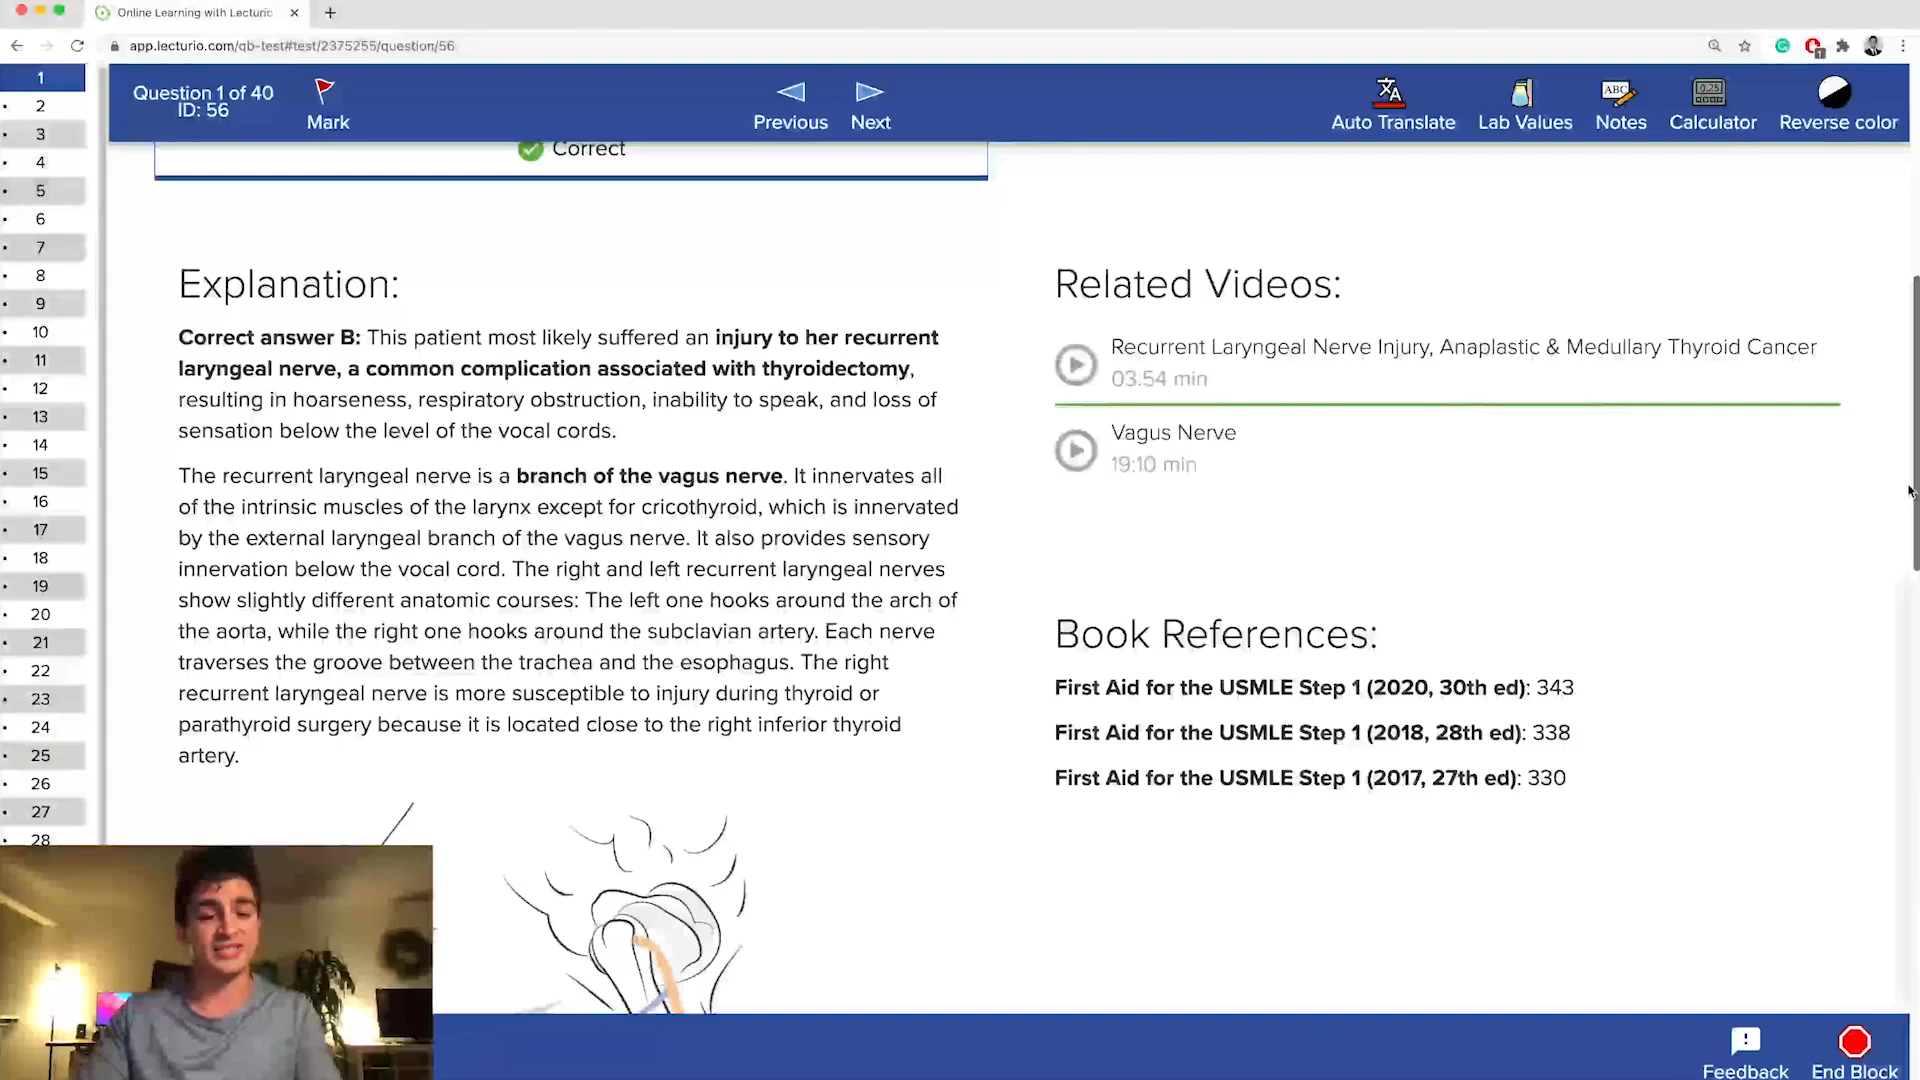 Online Learning with Lecturio
app.lecturio.com/qb-test#test/2375255/question/56
1
2
3
4
5
6
7
8
9
10
11
12
13
14
15
16
17
18
19
20
21
22
23
24
25
26
27
28
Question 1 of 40
ID: 56
Mark
Previous
Next
Auto Translate
Lab Values
ABC
Notes
0.25
Calculator
Reverse color
Correct
Explanation:
Correct answer B: This patient most likely suffered an injury to her recurrent
laryngeal nerve, a common complication associated with thyroidectomy,
resulting in hoarseness, respiratory obstruction, inability to speak, and loss of
sensation below the level of the vocal cords.
The recurrent laryngeal nerve is a branch of the vagus nerve. It innervates all
of the intrinsic muscles of the larynx except for cricothyroid, which is innervated
by the external laryngeal branch of the vagus nerve. It also provides sensory
innervation below the vocal cord. The right and left recurrent laryngeal nerves
show slightly different anatomic courses: The left one hooks around the arch of
the aorta, while the right one hooks around the subclavian artery. Each nerve
traverses the groove between the trachea and the esophagus. The right
recurrent laryngeal nerve is more susceptible to injury during thyroid or
parathyroid surgery because it is located close to the right inferior thyroid
artery.
Related Videos:
Recurrent Laryngeal Nerve Injury, Anaplastic & Medullary Thyroid Cancer
03:54 min
Vagus Nerve
19:10 min
Book References:
First Aid for the USMLE Step 1 (2020, 30th ed): 343
First Aid for the USMLE Step 1 (2018, 28th ed): 338
First Aid for the USMLE Step 1 (2017, 27th ed): 330
Feedback
End Block